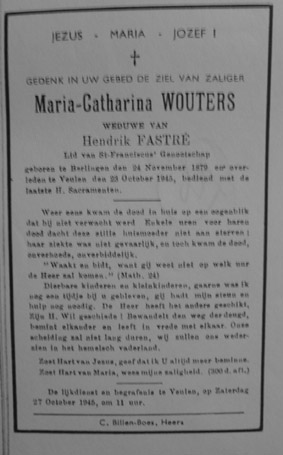 JEZUS - MARIA - JOZEF !
GEDENK IN UW GEBED DE ZIEL VAN ZALIGER
Maria-Catharina WOUTERS
WEDUWE VAN
Hendrik FASTRÉ
Lid van St-Franciscus' Genootschap
geboren te Berlingen den 24 November 1879 en over-
leden te Veulen den 23 October 1945, bediend met de
laatste H. Sacramenten.
Weer eens kwam de dood in huis op een oogenblik
dat hij niet verwacht werd. Enkele uren voor haren
dood dacht deze stille huismoeder niet aan sterven!
haar ziekte was niet gevaarlijk, en toch kwam de dood,
onverhoeds, onverbiddelijk.
"Waakt en bidt, want gij weet niet op welk uur
de Heer zal komen." (Math. 24)
Dierbare kinderen en kleinkinderen, gaarne was ik
nog een tijdje bij u gebleven, gij hadt mijn steun en
hulp nog noodig. De Heer heeft het anders geschikt,
Zijn H. Wil geschiede! Bewandelt den weg der deugd,
bemint elkander en leeft in vrede met elkaar. Onze
scheiding zal niet lang duren, wij zullen ons weder-
zien in het hemelsch vaderland.
Zoet Hart van Jezus, geef dat ik U altijd meer beminne.
Zoet Hart van Maria, wees mijne zaligheid. (300 d. afl.)
De lijkdienst en begrafenis te Veulen, op Zaterdag
27 October 1945, om 11 uur.
C. Billen-Boes, Heers